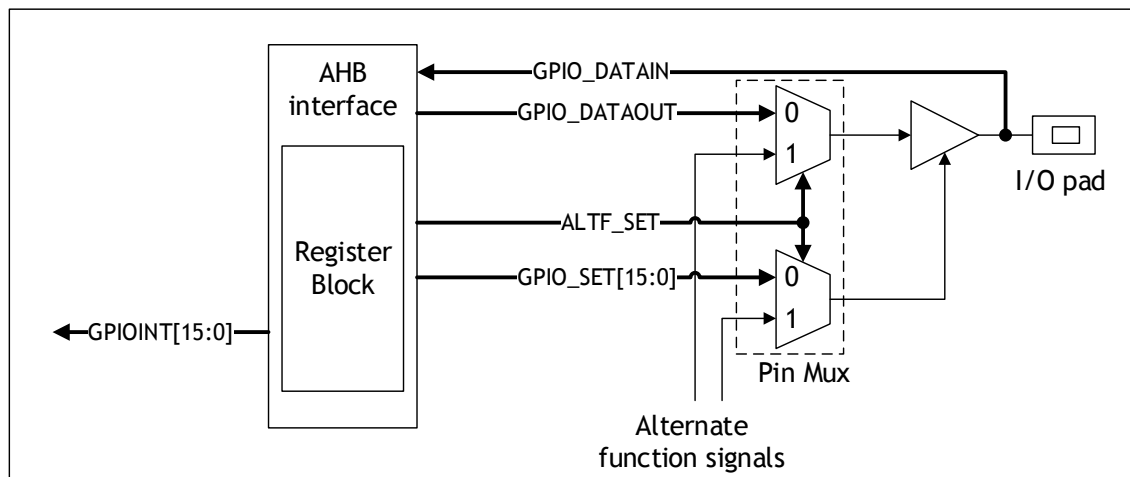 AHB
interface
GPIO_DATAIN
GPIO_DATAOUT
0
1
I/O pad
ALTF_SET
Register
Block
GPIO_SET[15:0]
0
1
GPIOINT[15:0]
Pin Mux
Alternate
function signals